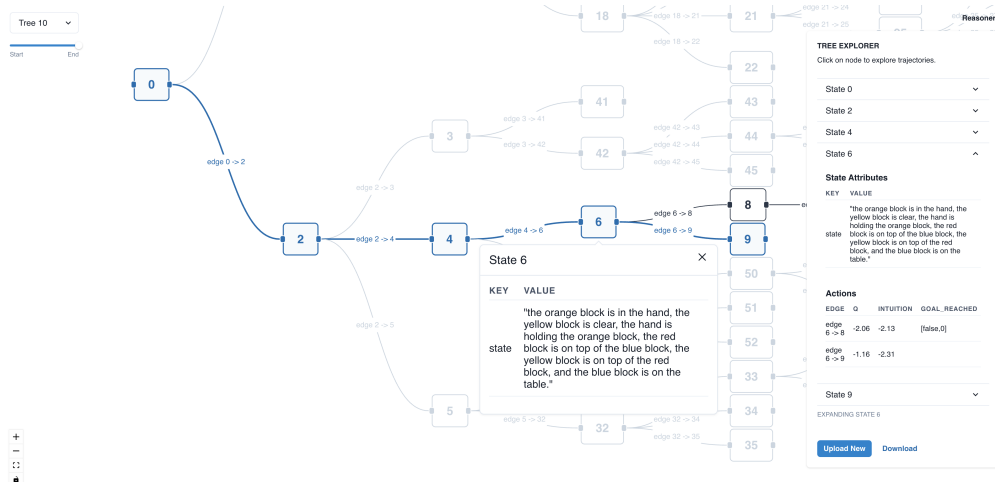 Tree 10
Start
End
0
edge 0 -> 2
2
edge 2 -> 3
edge 2 -> 4
edge 2 -> 5
3
4
5
edge 3 -> 41
edge 3 -> 42
edge 4 -> 6
edge 5 -> 32
18
41
42
6
32
edge 18 -> 21
edge 18 -> 22
edge 42 -> 43
edge 42 -> 44
edge 42 -> 45
edge 6 -> 8
edge 6 -> 9
edge 32 -> 34
edge 32 -> 35
21
22
43
44
45
8
9
50
51
52
33
34
35
edge 21 -> 24
edge 21 -> 25
State 6
KEY VALUE
state
"the orange block is in the hand, the
yellow block is clear, the hand is
holding the orange block, the red
block is on top of the blue block, the
yellow block is on top of the red
block, and the blue block is on the
table."
Reasoner
TREE EXPLORER
Click on node to explore trajectories.
State 0
State 2
State 4
State 6
State Attributes
KEY VALUE
state
"the orange block is in the hand, the
yellow block is clear, the hand is
holding the orange block, the red
block is on top of the blue block, the
yellow block is on top of the red
block, and the blue block is on the
table."
Actions
EDGE Q INTUITION GOAL_REACHED
edge
6 -> 8 -2.06 -2.13 [false,0]
edge
6 -> 9 -1.16 -2.31
State 9
EXPANDING STATE 6
Upload New Download